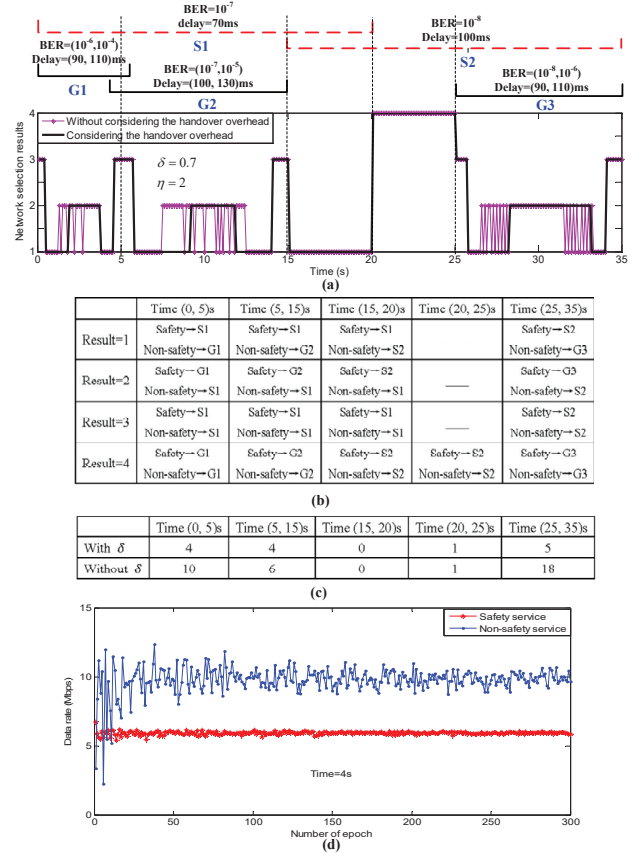 BER=10⁻⁷
delay=70ms
S1
BER=10⁻⁸
Delay=100ms
S2
BER=(10⁻⁶,10⁻⁴)
Delay=(90, 110)ms
G1
BER=(10⁻⁷,10⁻⁵)
Delay=(100, 130)ms
G2
BER=(10⁻⁸,10⁻⁶)
Delay=(90, 110)ms
G3
Network selection results
4
3
2
1
Without considering the handover overhead
Considering the handover overhead
δ = 0.7
η = 2
0 5 10 15 20 25 30 35
Time (s)
(a)
Time (0, 5)s Time (5, 15)s Time (15, 20)s Time (20, 25)s Time (25, 35)s
Result=1
Safety→S1 Safety→S1 Safety→S1 Safety→S2
Non-safety→G1 Non-safety→G2 Non-safety→S2 Non-safety→G3
Result=2
Safety→G1 Safety→G2 Safety→S2 Safety→G3
Non-safety→S1 Non-safety→S1 Non-safety→S1 — Non-safety→S2
Result=3
Safety→S1 Safety→S1 Safety→S1 Safety→S2
Non-safety→S1 Non-safety→S1 Non-safety→S1 — Non-safety→S2
Result=4
Safety→G1 Safety→G2 Safety→S2 Safety→S2 Safety→G3
Non-safety→G1 Non-safety→G2 Non-safety→S2 Non-safety→S2 Non-safety→G3
(b)
Time (0, 5)s Time (5, 15)s Time (15, 20)s Time (20, 25)s Time (25, 35)s
With δ 4 4 0 1 5
Without δ 10 6 0 1 18
(c)
Data rate (Mbps)
15
10
5
0
Safety service
Non-safety service
Time=4s
0 50 100 150 200 250 300
Number of epoch
(d)